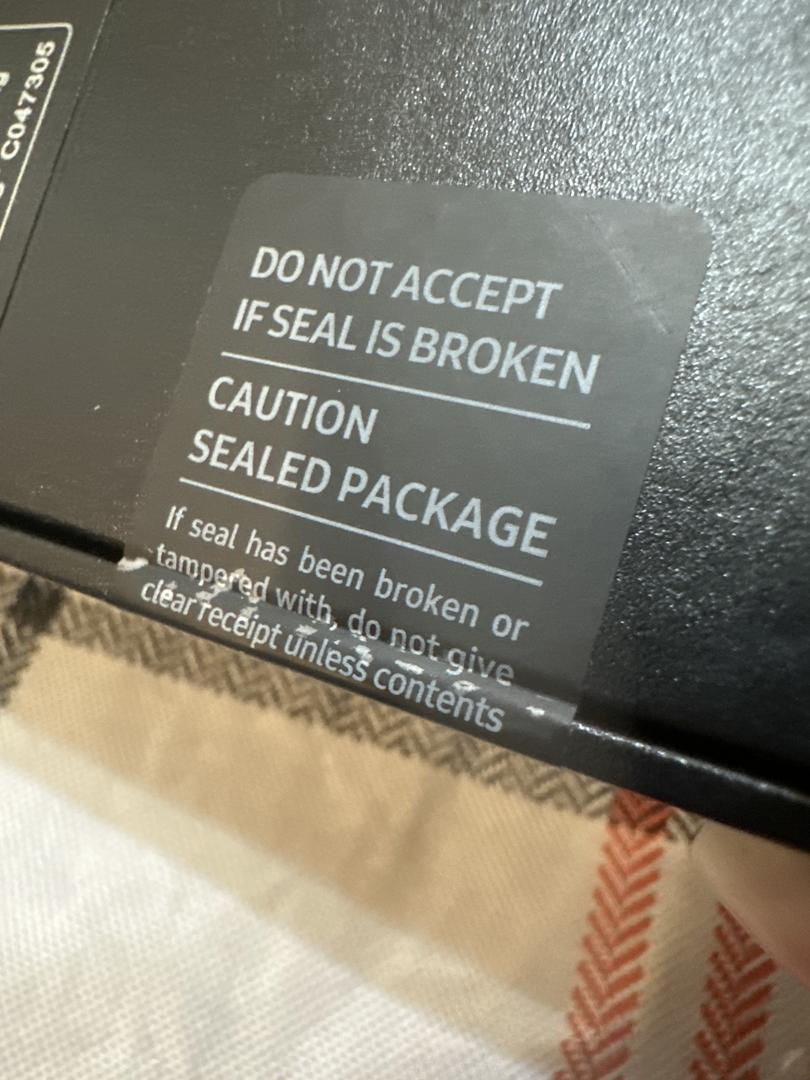 C047305
DO NOT ACCEPT
IF SEAL IS BROKEN
CAUTION
SEALED PACKAGE
If seal has been broken or
tampered with, do not give
clear receipt unless contents